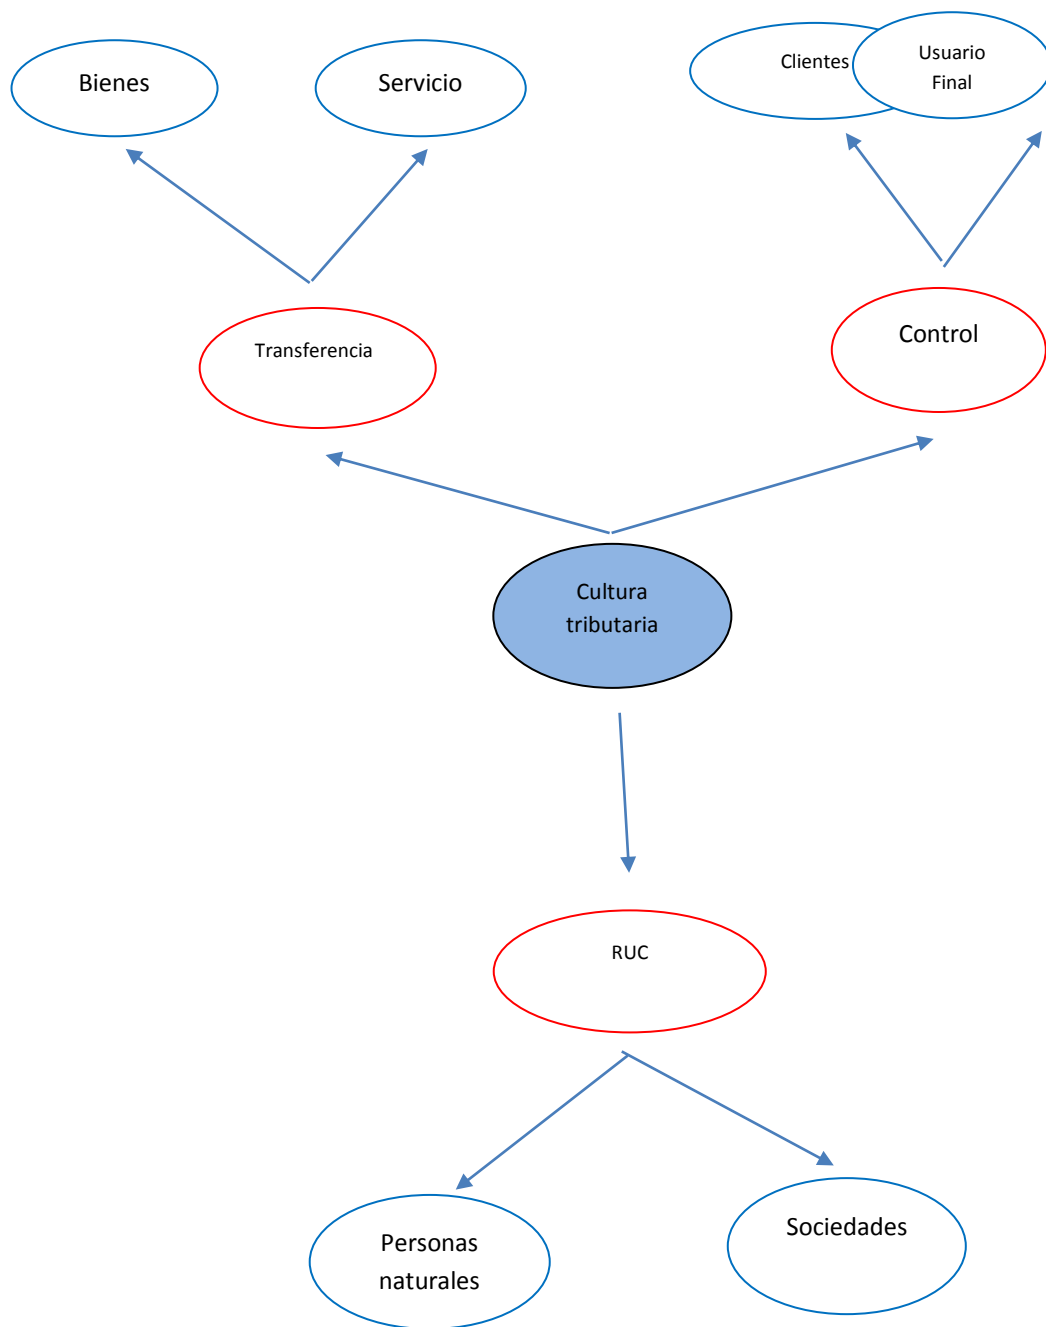 Bienes
Servicio
Clientes
Usuario
Final
Transferencia
Control
Cultura
tributaria
RUC
Personas
naturales
Sociedades